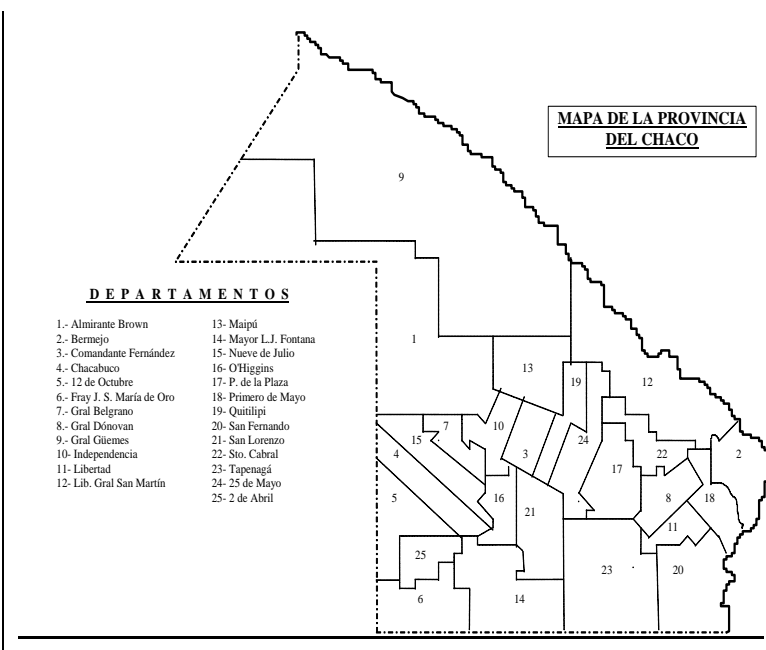 MAPA DE LA PROVINCIA
DEL CHACO
9
DEPARTAMENTOS
1.- Almirante Brown
2.- Bermejo
3.- Comandante Fernández
4.- Chacabuco
5.- 12 de Octubre
6.- Fray J. S. María de Oro
7.- Gral Belgrano
8.- Gral Dónovan
9.- Gral Güemes
10- Independencia
11- Libertad
12- Lib. Gral San Martín
13- Maipú
14- Mayor L.J. Fontana
15- Nueve de Julio
16- O'Higgins
17- P. de la Plaza
18- Primero de Mayo
19- Quitilipi
20- San Fernando
21- San Lorenzo
22- Sto. Cabral
23- Tapenagá
24- 25 de Mayo
25- 2 de Abril
1
13
19
12
10
7
15
24
4
3
22
2
17
5
16
8
18
21
11
25
23
20
6
14